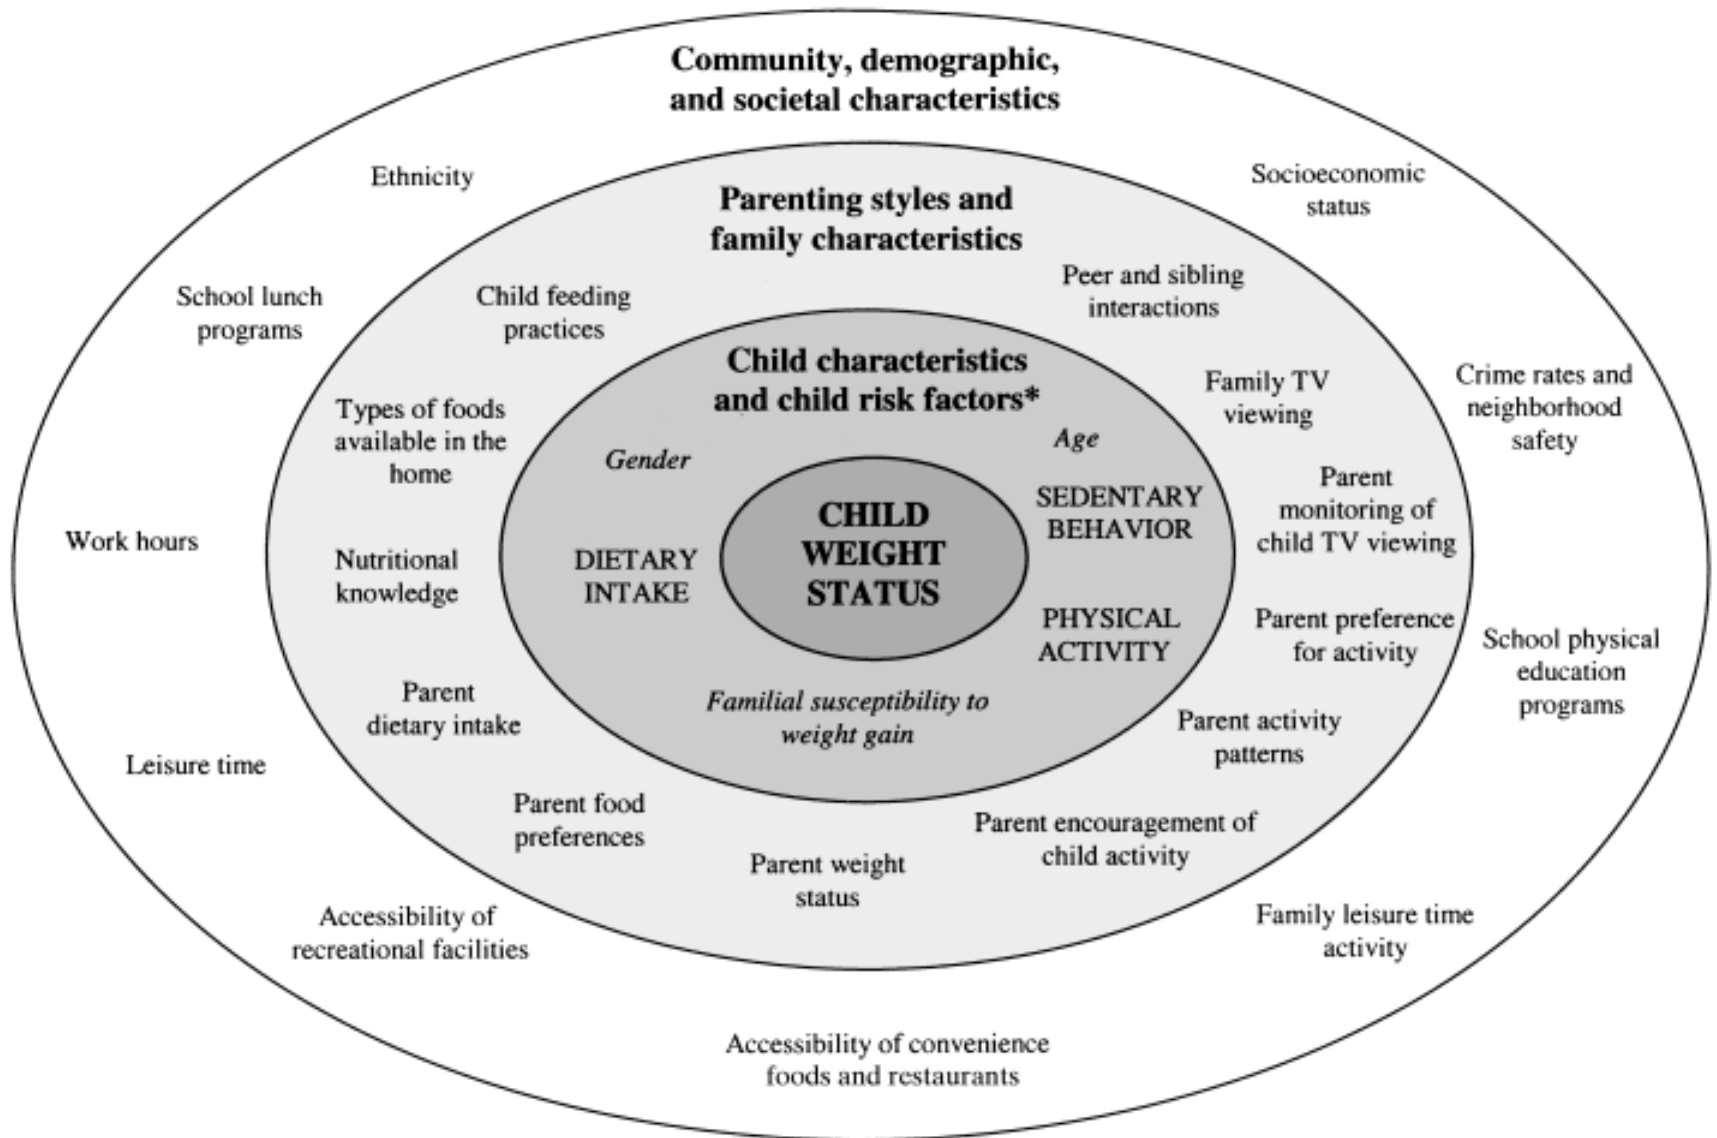 Community, demographic,
and societal characteristics
Ethnicity
Socioeconomic
status
Parenting styles and
family characteristics
School lunch
programs
Child feeding
practices
Peer and sibling
interactions
Child characteristics
and child risk factors*
Types of foods
available in the
home
Family TV
viewing
Crime rates and
neighborhood
safety
Gender
Age
Parent
monitoring of
child TV viewing
SEDENTARY
BEHAVIOR
CHILD
WEIGHT
STATUS
Work hours
Nutritional
knowledge
DIETARY
INTAKE
PHYSICAL
ACTIVITY
Parent preference
for activity
School physical
education
programs
Parent
dietary intake
Familial susceptibility to
weight gain
Parent activity
patterns
Leisure time
Parent food
preferences
Parent encouragement of
child activity
Parent weight
status
Accessibility of
recreational facilities
Family leisure time
activity
Accessibility of convenience
foods and restaurants